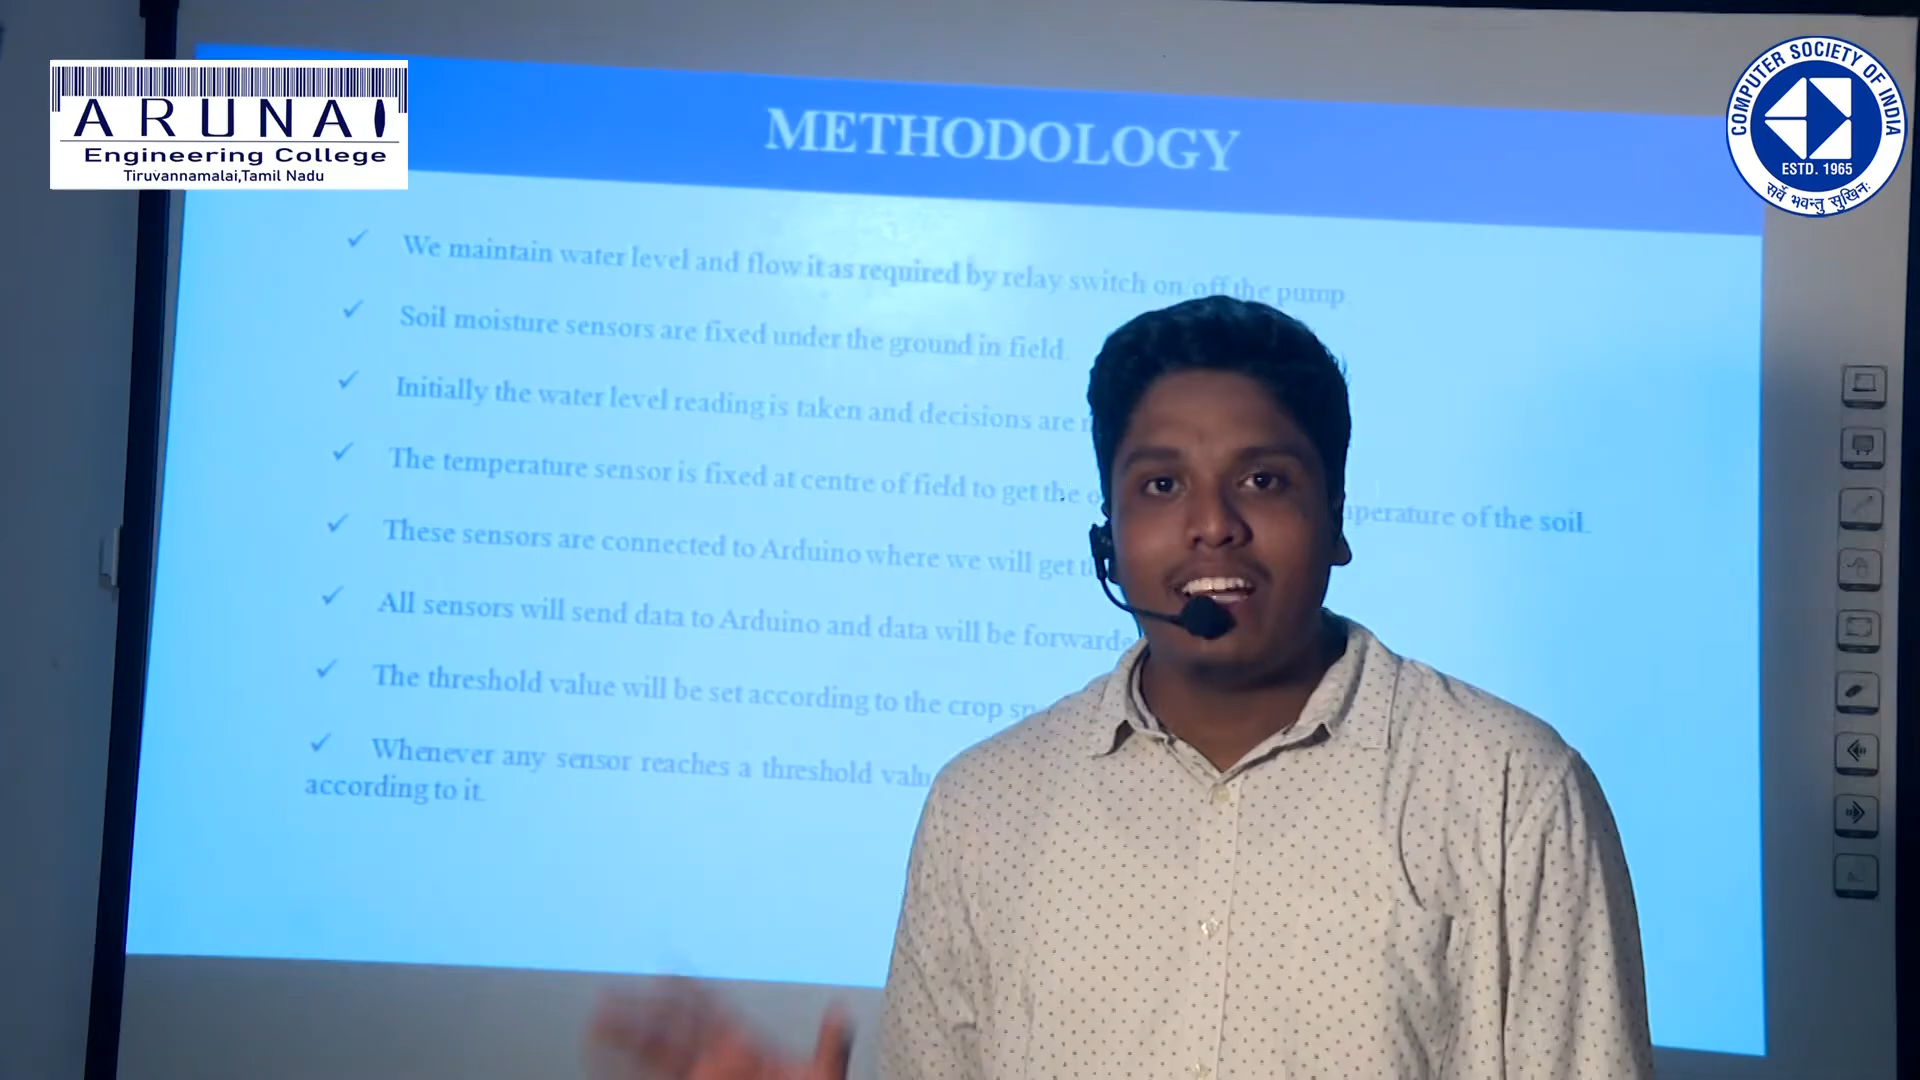 ARUNAI
Engineering College
Tiruvannamalai,Tamil Nadu
COMPUTER SOCIETY OF INDIA
ESTD. 1965
सर्वे भवन्तु सुखिनः
METHODOLOGY
✓ We maintain water level and flow it as required by relay switch on off the pump.
✓ Soil moisture sensors are fixed under the ground in field.
✓ Initially the water level reading is taken and decisions are
✓ The temperature sensor is fixed at centre of field to get the temperature of the soil.
✓ These sensors are connected to Arduino where we will get
✓ All sensors will send data to Arduino and data will be
✓ The threshold value will be set according to the crop
✓ Whenever any sensor reaches a threshold
according to it.